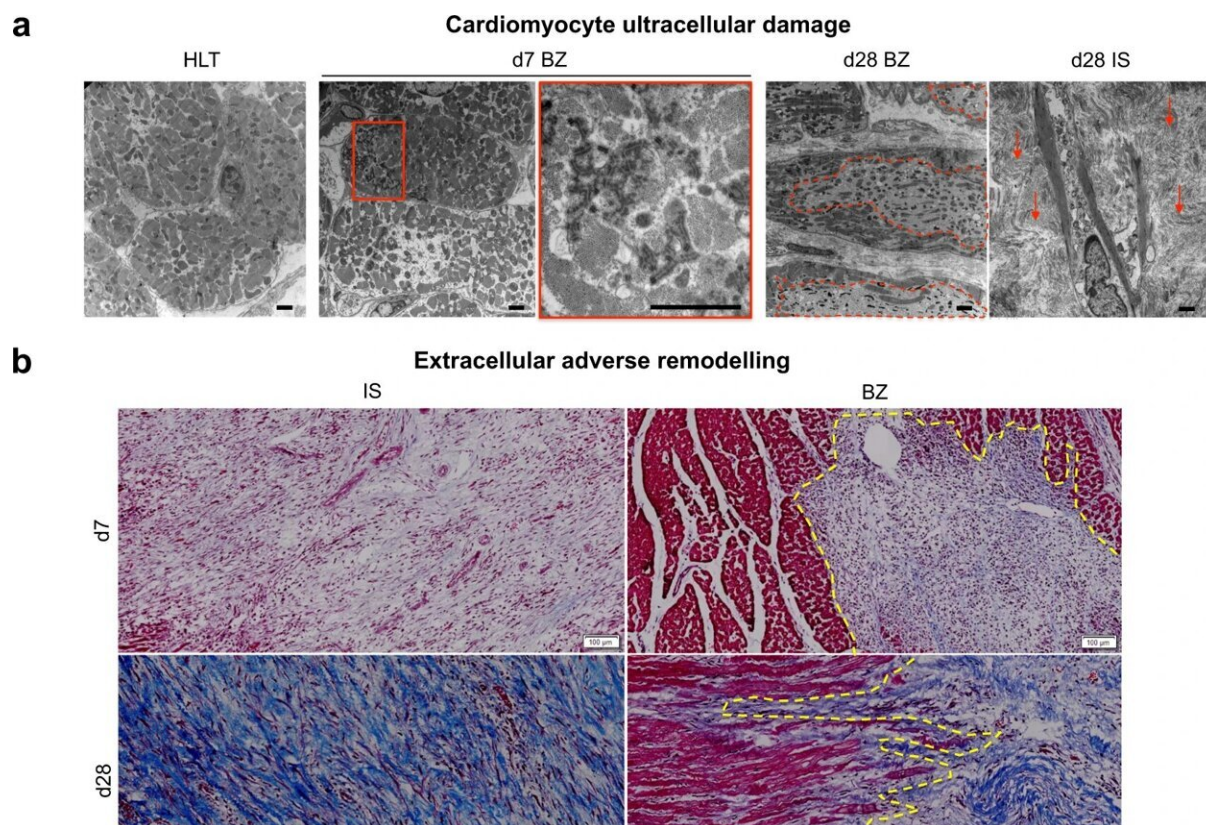 a
Cardiomyocyte ultracellular damage
HLT
d7 BZ
d28 BZ
d28 IS
b
Extracellular adverse remodelling
IS
BZ
d7
100 µm
100 µm
d28